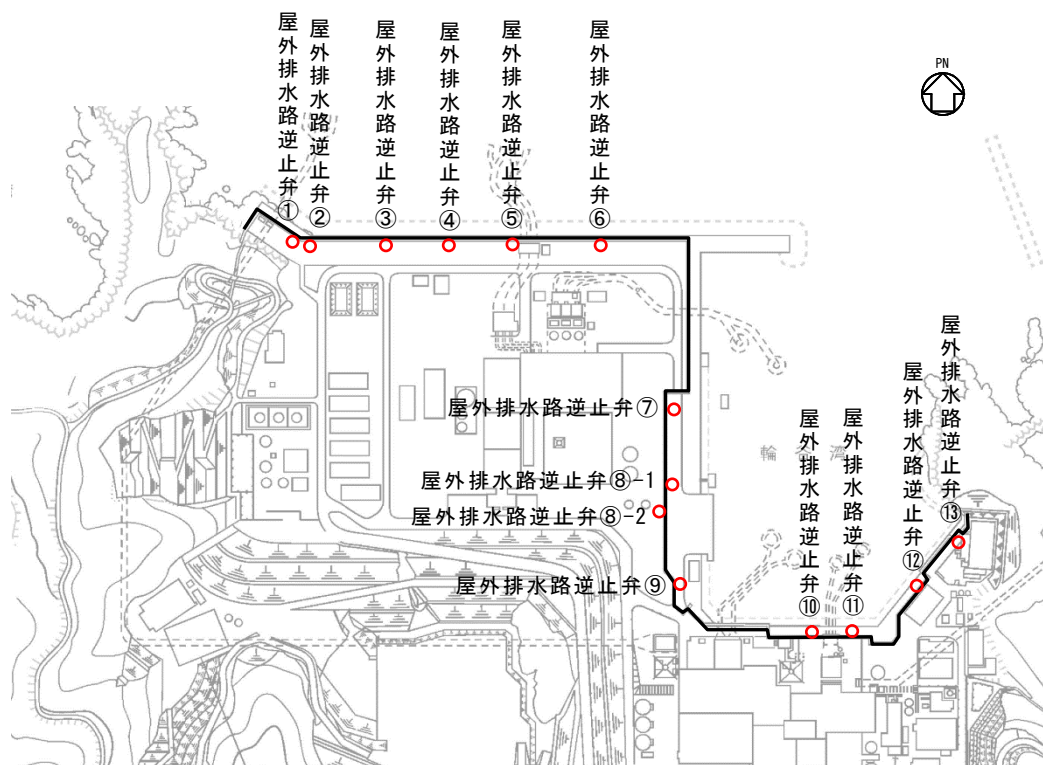 屋外排水路逆止弁①
屋外排水路逆止弁②
屋外排水路逆止弁③
屋外排水路逆止弁④
屋外排水路逆止弁⑤
屋外排水路逆止弁⑥
PN
屋外排水路逆止弁⑦
屋外排水路逆止弁⑧-1
屋外排水路逆止弁⑧-2
屋外排水路逆止弁⑨
輪谷湾
屋外排水路逆止弁⑩
屋外排水路逆止弁⑪
屋外排水路逆止弁⑫
屋外排水路逆止弁⑬